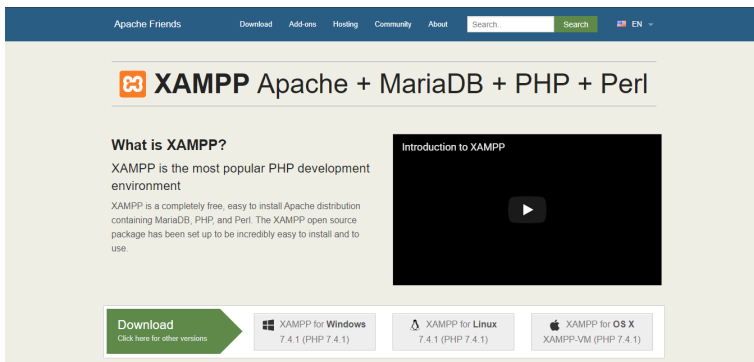 Apache Friends Download Add-ons Hosting Community About Search.. Search EN
XAMPP Apache + MariaDB + PHP + Perl
What is XAMPP?
XAMPP is the most popular PHP development
environment
XAMPP is a completely free, easy to install Apache distribution
containing MariaDB, PHP, and Perl. The XAMPP open source
package has been set up to be incredibly easy to install and to
use.
Introduction to XAMPP
Download
Click here for other versions
XAMPP for Windows
7.4.1 (PHP 7.4.1)
XAMPP for Linux
7.4.1 (PHP 7.4.1)
XAMPP for OS X
XAMPP-VM (PHP 7.4.1)